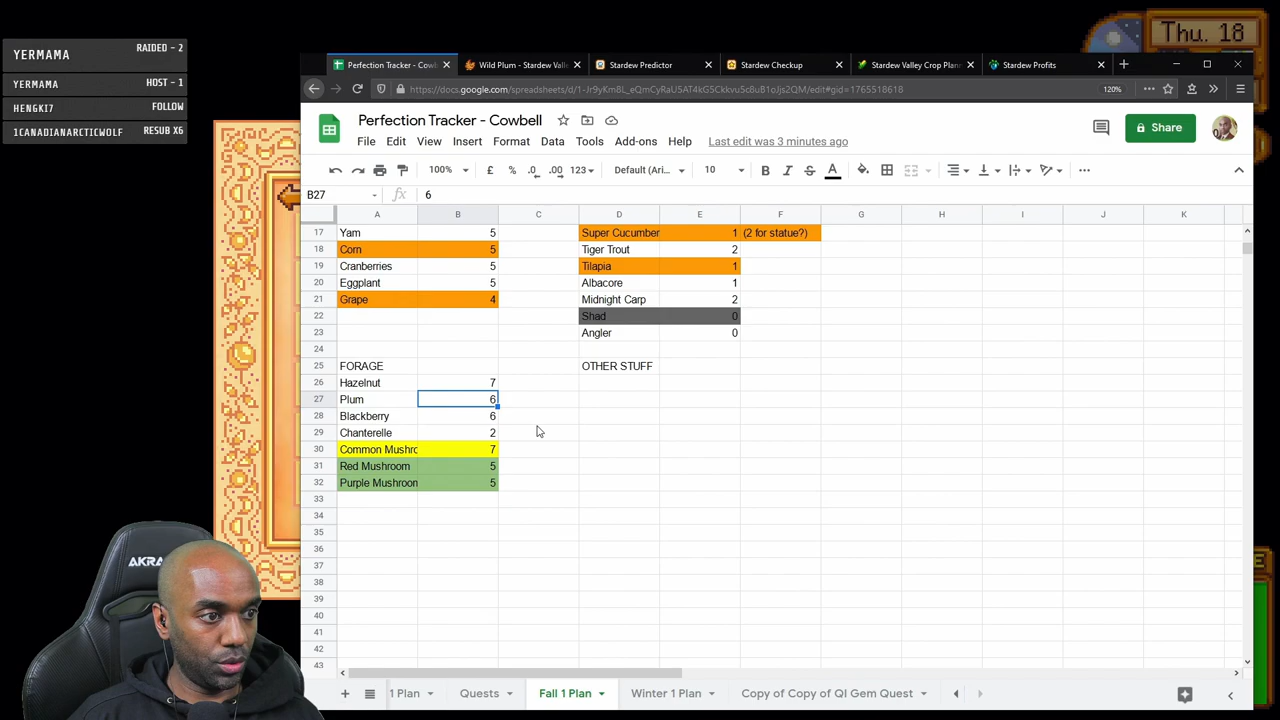 YERMAMA RAIDED - 2
YERMAMA HOST - 1
HENGKI7 FOLLOW
1CANADIANARCTICWOLF RESUB X6
Thu. 18
Perfection Tracker - Cowb
Wild Plum - Stardew Vall
Stardew Predictor
Stardew Checkup
Stardew Valley Crop Plann
Stardew Profits
120%
Perfection Tracker - Cowbell
Share
File Edit View Insert Format Data Tools Add-ons Help Last edit was 3 minutes ago
100% £ % .0 .00 123 Default (Ari... 10 B I S A
B27 fx 6
A B C D E F G H I J K
17 Yam 5 Super Cucumber 1 (2 for statue?)
18 Corn 5 Tiger Trout 2
19 Cranberries 5 Tilapia 1
20 Eggplant 5 Albacore 1
21 Grape 4 Midnight Carp 2
22 Shad 0
23 Angler 0
24
25 FORAGE OTHER STUFF
26 Hazelnut 7
27 Plum 6
28 Blackberry 6
29 Chanterelle 2
30 Common Mushro 7
31 Red Mushroom 5
32 Purple Mushroom 5
33
34
35
36
37
38
39
40
41
42
43
AKRA
1 Plan Quests Fall 1 Plan Winter 1 Plan Copy of Copy of QI Gem Quest